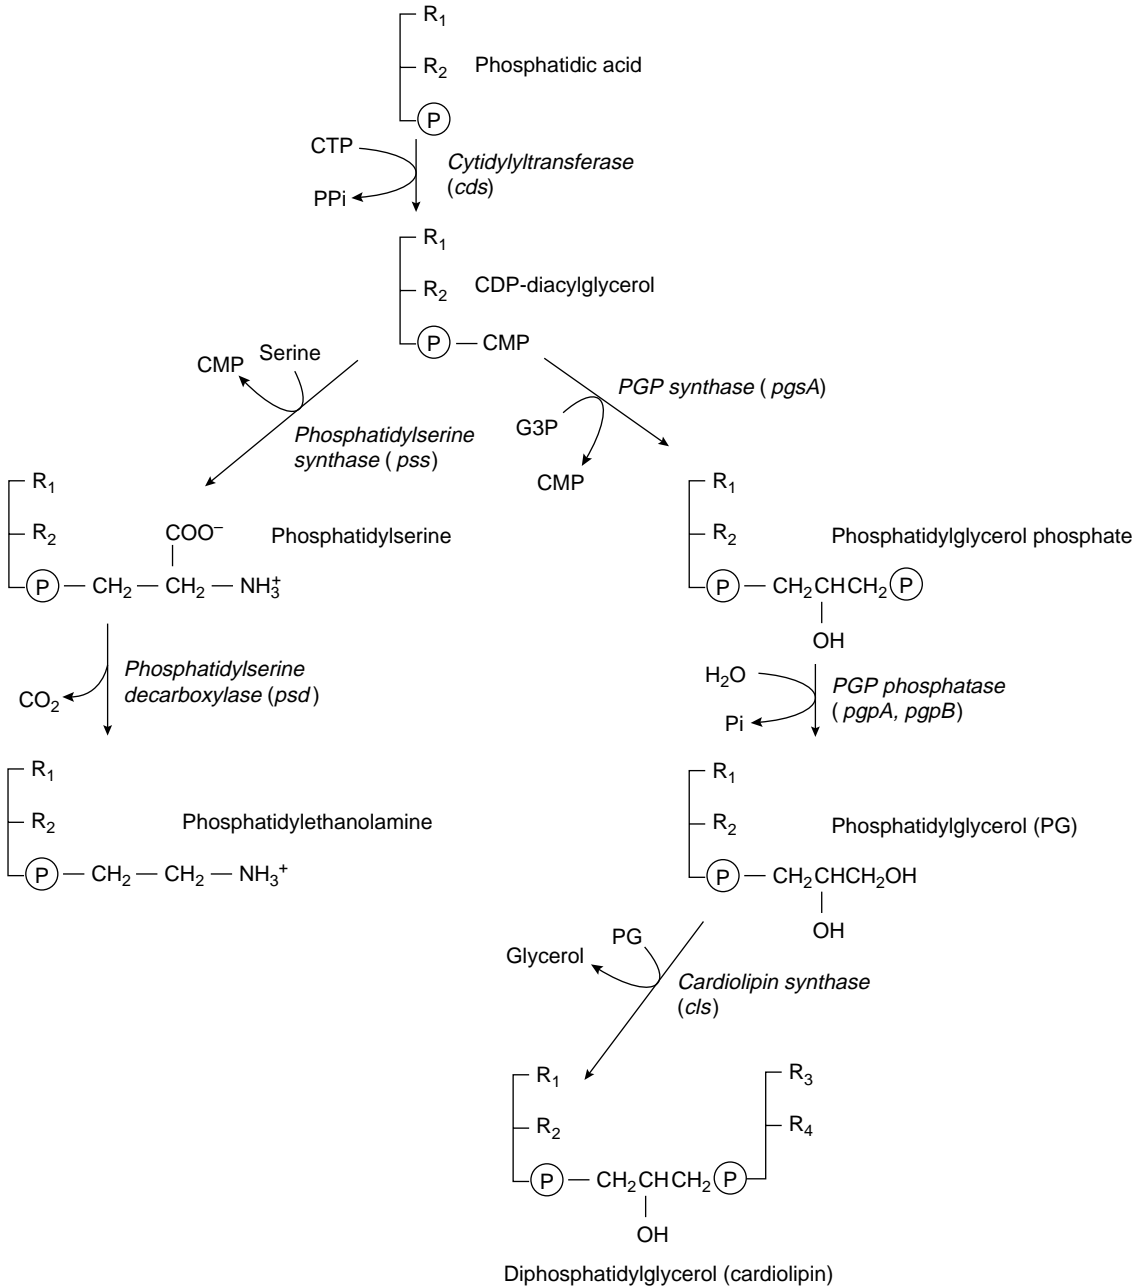 R1
R2 Phosphatidic acid
P
CTP
Cytidylyltransferase
(cds)
PPi
R1
R2 CDP-diacylglycerol
P — CMP
CMP Serine
Phosphatidylserine
synthase ( pss)
PGP synthase ( pgsA)
G3P
CMP
R1
R2
COO–
Phosphatidylserine
P — CH2 — CH2 — NH3+
R1
R2
Phosphatidylglycerol phosphate
P — CH2CHCH2 P
OH
CO2
Phosphatidylserine
decarboxylase (psd )
H2O
Pi
PGP phosphatase
( pgpA, pgpB)
R1
R2
Phosphatidylethanolamine
P — CH2 — CH2 — NH3+
R1
R2
Phosphatidylglycerol (PG)
P — CH2CHCH2OH
OH
PG
Glycerol
Cardiolipin synthase
(cls)
R1
R2
R3
R4
P — CH2CHCH2 P
OH
Diphosphatidylglycerol (cardiolipin)